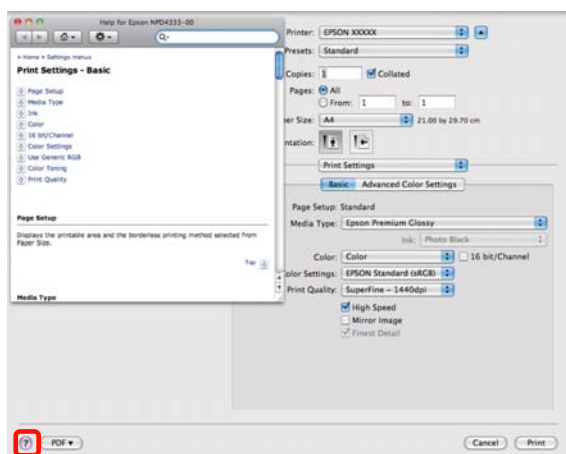 Help for Epson NPD4333-00
Home > Settings menus
Print Settings - Basic
Page Setup
Media Type
Ink
Color
16 bit/Channel
Color Settings
Use Generic RGB
Color Toning
Print Quality
Page Setup
Displays the printable area and the borderless printing method selected from
Paper Size.
Top
Media Type
Printer: EPSON XXXXX
Presets: Standard
Copies: 1 Collated
Pages: All
From: 1 to: 1
er Size: A4 21.00 by 29.70 cm
ntation:
Print Settings
Basic Advanced Color Settings
Page Setup: Standard
Media Type: Epson Premium Glossy
Ink: Photo Black
Color: Color 16 bit/Channel
olor Settings: EPSON Standard (sRGB)
Print Quality: SuperFine - 1440dpi
High Speed
Mirror Image
Finest Detail
? PDF Cancel Print